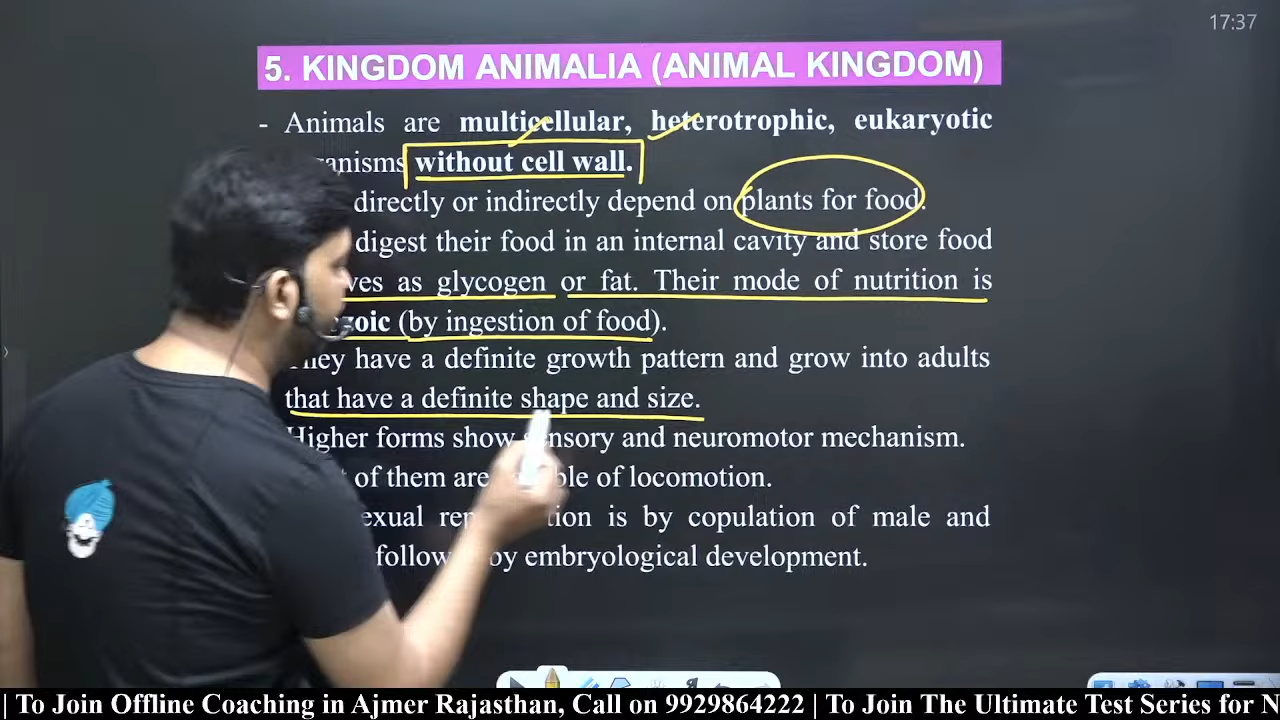 17:37
5. KINGDOM ANIMALIA (ANIMAL KINGDOM)
- Animals are multicellular, heterotrophic, eukaryotic
without cell wall.
directly or indirectly depend on plants for food.
digest their food in an internal cavity and store food
as glycogen or fat. Their mode of nutrition is
(by ingestion of food).
They have a definite growth pattern and grow into adults
that have a definite shape and size.
Higher forms show sensory and neuromotor mechanism.
of them are of locomotion.
is by copulation of male and
by embryological development.
| To Join Offline Coaching in Ajmer Rajasthan, Call on 9929864222 | To Join The Ultimate Test Series for N